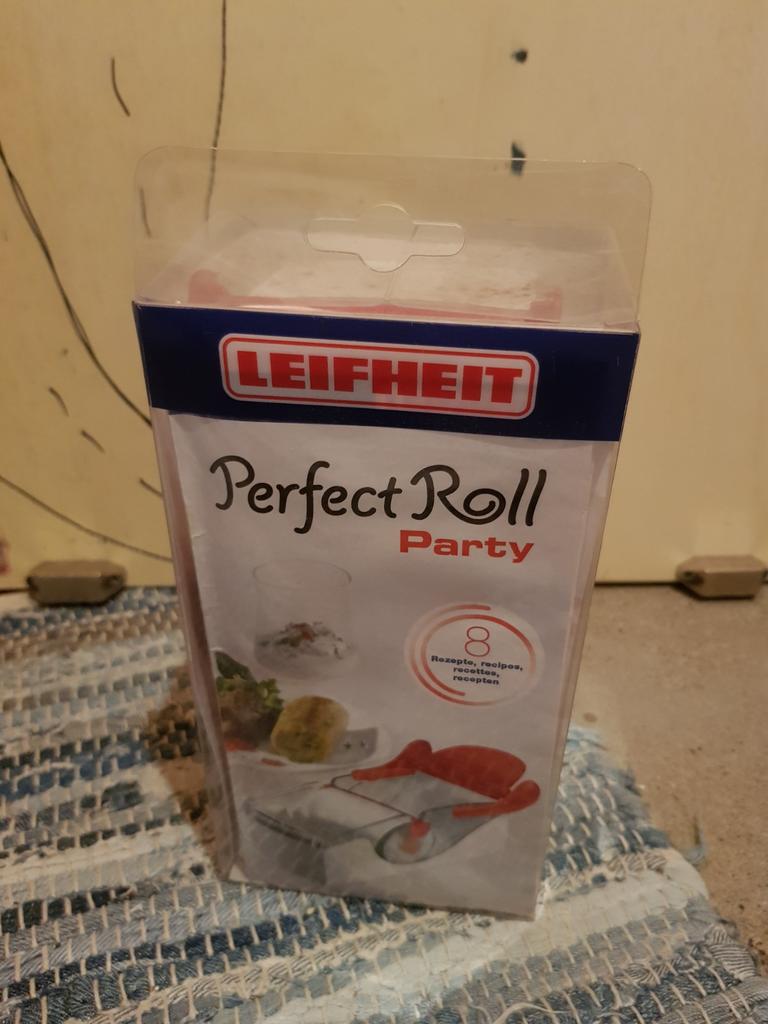 LEIFHEIT
Perfect Roll
Party
8
Rezepte, recipes,
recettes,
recepten